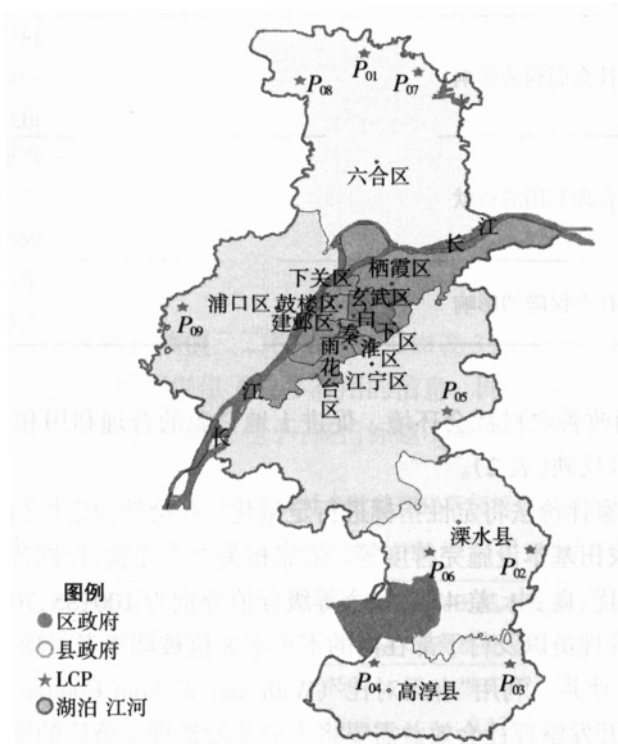 P01
P07
P08
六合区
长 江
栖霞区
下关区
浦口区 鼓楼区 玄武区
建邺区 白下区
P09
秦淮区
雨花台区
江宁区
长 江
P05
溧水县
P06
P02
P04
高淳县
P03
图例
区政府
县政府
LCP
湖泊 江河